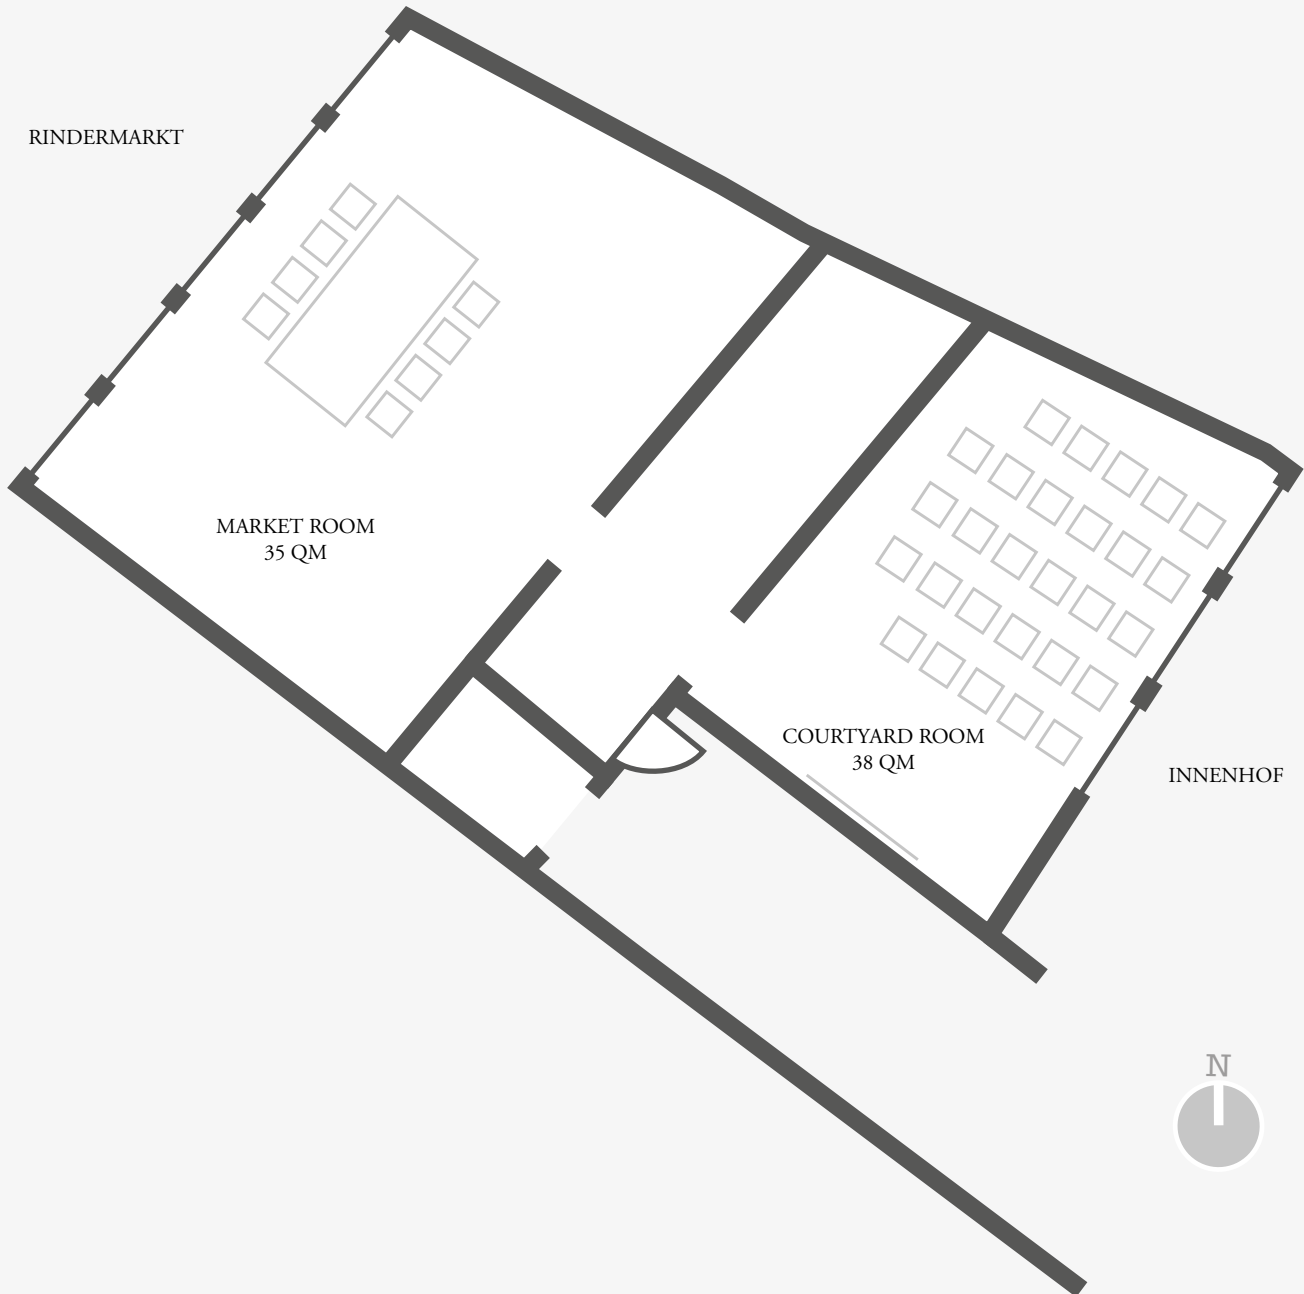 RINDERMARKT
MARKET ROOM
35 QM
COURTYARD ROOM
38 QM
INNENHOF
N